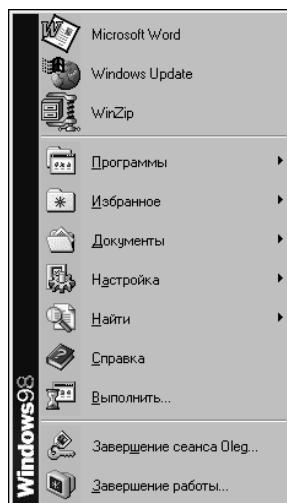 Microsoft Word
Windows Update
WinZip
Программы
Избранное
Документы
Настройка
Найти
Справка
Выполнить...
Завершение сеанса Oleg...
Завершение работы...
Windows98